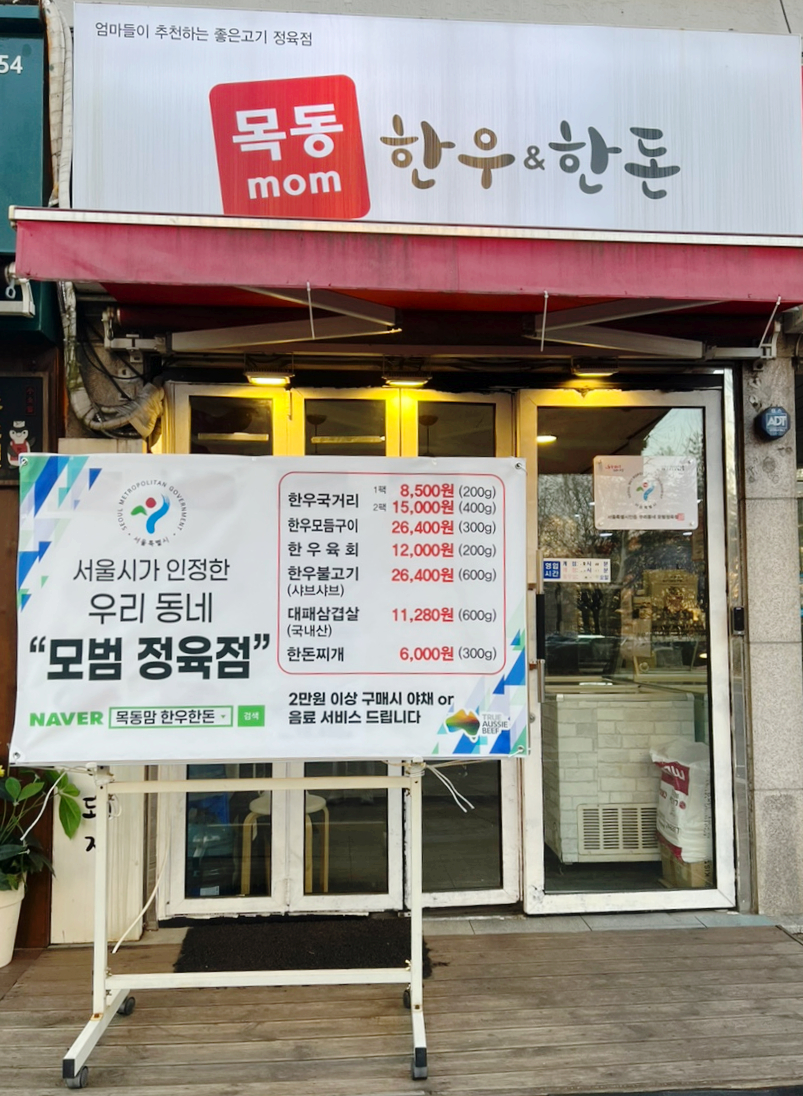 54
엄마들이 추천하는 좋은고기 정육점
목동
mom
한우&한돈
ADT
SEOUL METROPOLITAN GOVERNMENT
서울특별시
서울시가 인정한
우리 동네
“모범 정육점”
NAVER 목동맘 한우한돈 검색
한우국거리 1팩 8,500원 (200g)
2팩 15,000원 (400g)
한우모듬구이 26,400원 (300g)
한우육회 12,000원 (200g)
한우불고기 26,400원 (600g)
(샤브샤브)
대패삼겹살 11,280원 (600g)
(국내산)
한돈찌개 6,000원 (300g)
2만원 이상 구매시 야채 or
음료 서비스 드립니다
TRUE
AUSSIE
BEEF
영업
시간